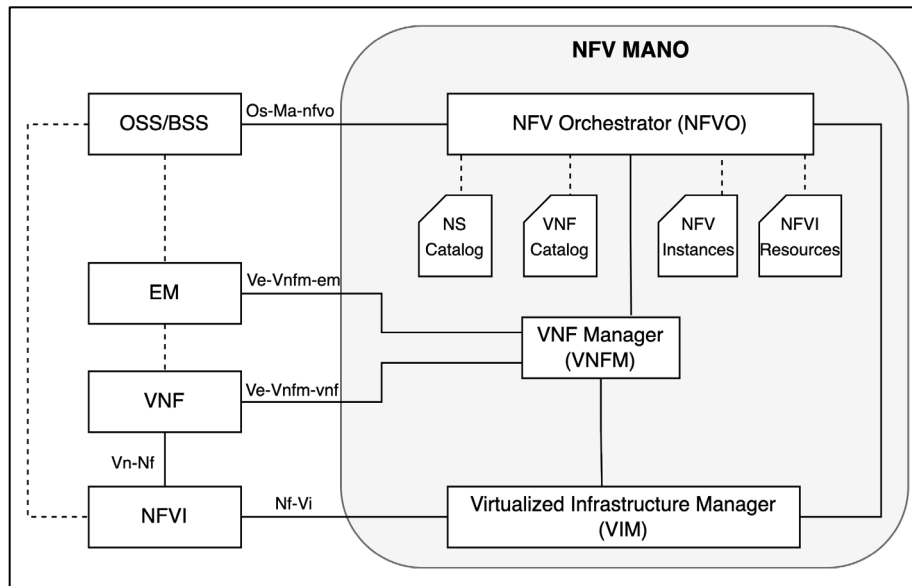 NFV MANO
OSS/BSS
Os-Ma-nfvo
NFV Orchestrator (NFVO)
NS
Catalog
VNF
Catalog
NFV
Instances
NFVI
Resources
EM
Ve-Vnfm-em
VNF Manager
(VNFM)
VNF
Ve-Vnfm-vnf
Vn-Nf
NFVI
Nf-Vi
Virtualized Infrastructure Manager
(VIM)